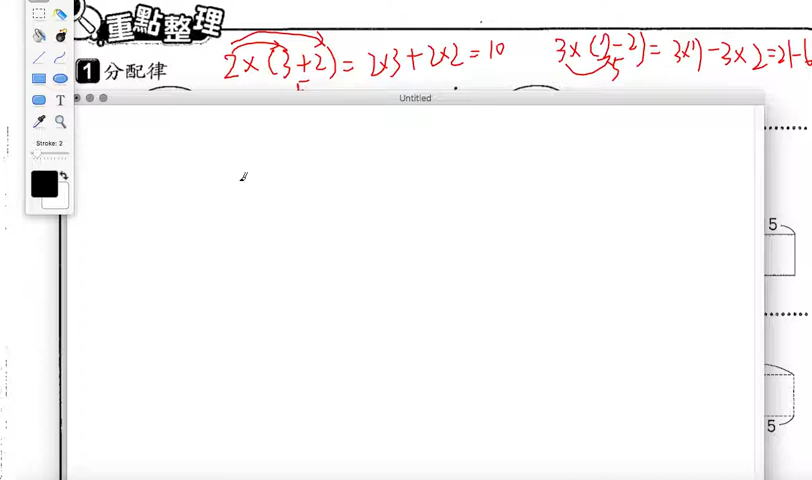 重點整理
1 分配律
2×(3+2)=2×3+2×2=10
5
3×(7-2)=3×7-3×2=21-6
5
Untitled
T
Stroke: 2
5
5